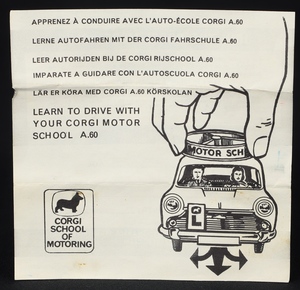 APPRENEZ À CONDUIRE AVEC L'AUTO-ÉCOLE CORGI A.60
LERNE AUTOFAHREN MIT DER CORGI FAHRSCHULE A.60
LEER AUTORIJDEN BIJ DE CORGI RIJSCHOOL A.60
IMPARATE A GUIDARE CON L'AUTOSCUOLA CORGI A.60
LÄR ER KÖRA MED CORGI A.60 KÖRSKOLAN
LEARN TO DRIVE WITH
YOUR CORGI MOTOR
SCHOOL A.60
MOTOR SCH
L
CORGI
SCHOOL
OF
MOTORING